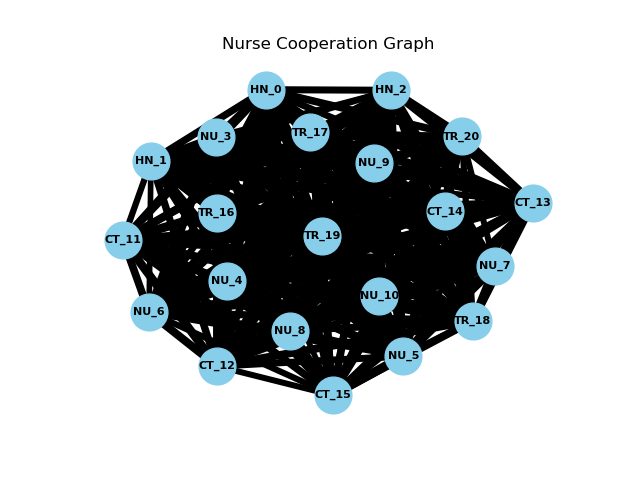 Nurse Cooperation Graph
HN_0
HN_2
NU_3
TR_17
TR_20
HN_1
NU_9
TR_16
CT_14
CT_13
CT_11
TR_19
NU_7
NU_4
NU_10
NU_6
TR_18
NU_8
NU_5
CT_12
CT_15